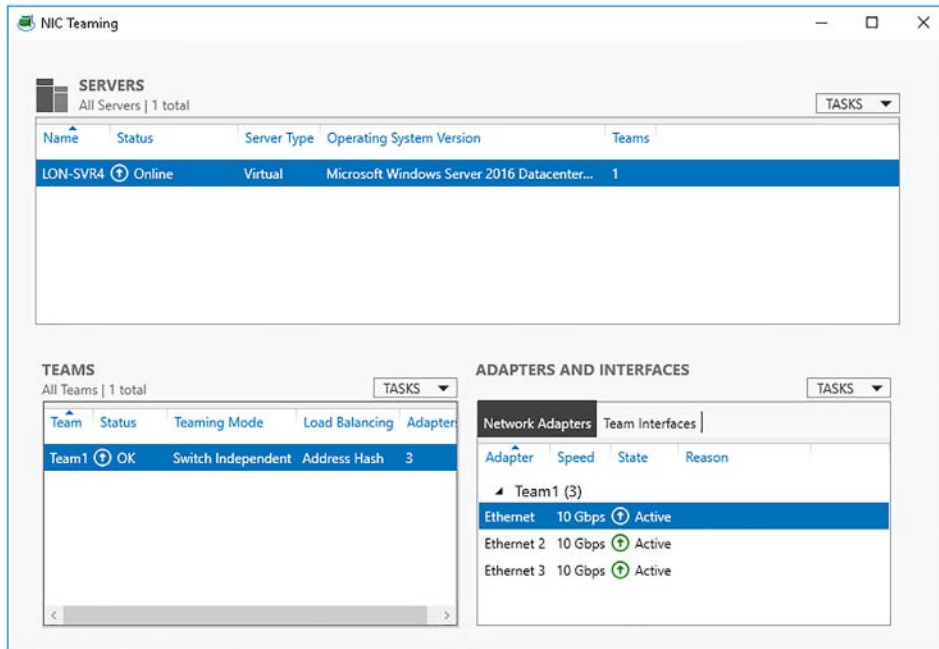 NIC Teaming
SERVERS
All Servers | 1 total
TASKS
Name Status Server Type Operating System Version Teams
LON-SVR4 Online Virtual Microsoft Windows Server 2016 Datacenter... 1
TEAMS
All Teams | 1 total
TASKS
Team Status Teaming Mode Load Balancing Adapter
Team1 OK Switch Independent Address Hash 3
ADAPTERS AND INTERFACES
TASKS
Network Adapters Team Interfaces
Adapter Speed State Reason
Team1 (3)
Ethernet 10 Gbps Active
Ethernet 2 10 Gbps Active
Ethernet 3 10 Gbps Active